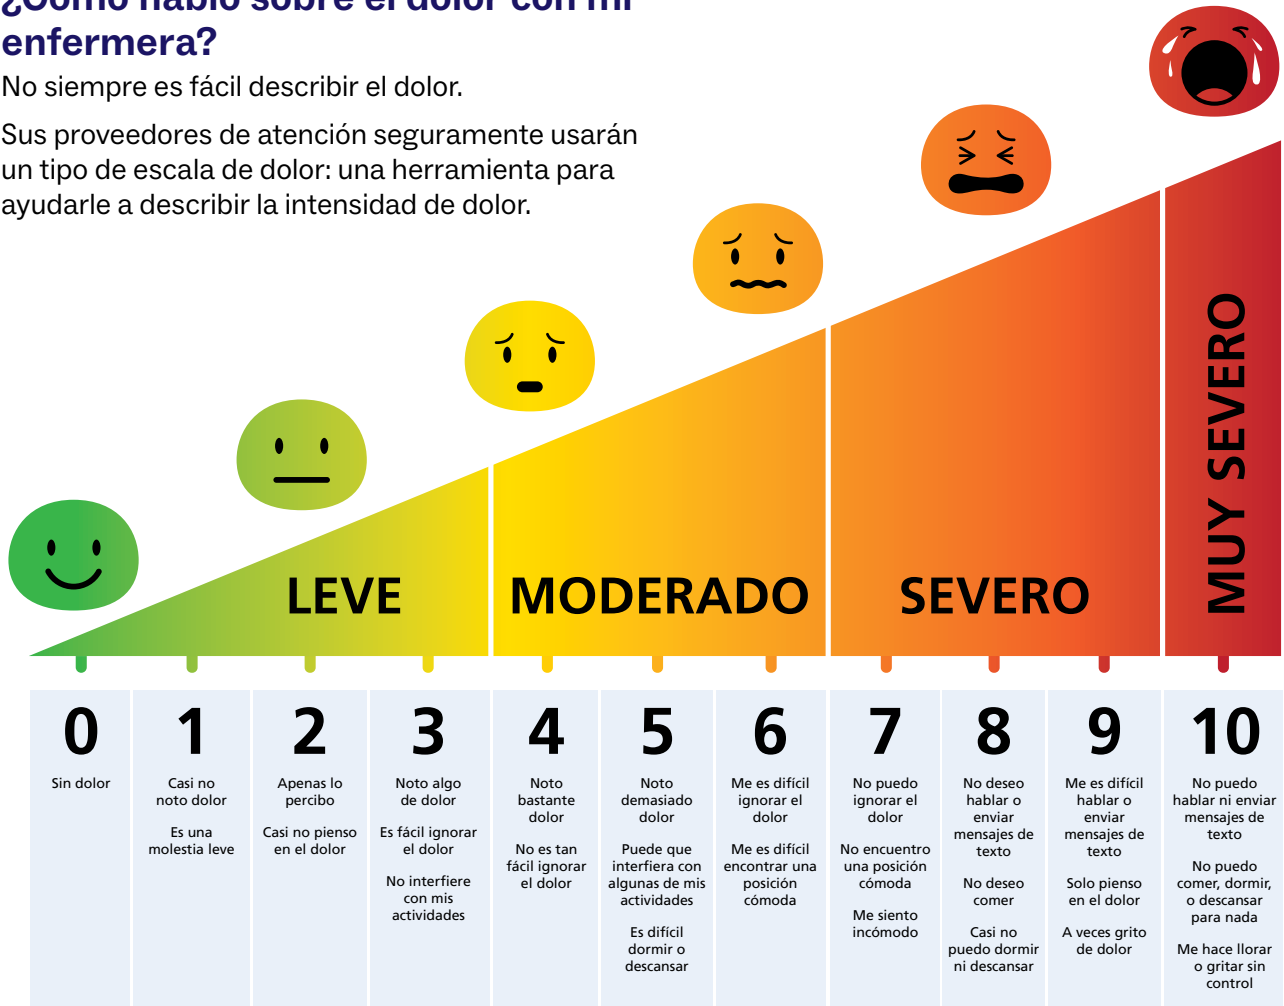 ¿Cómo hablo sobre el dolor con mi
enfermera?
No siempre es fácil describir el dolor.
Sus proveedores de atención seguramente usarán
un tipo de escala de dolor: una herramienta para
ayudarle a describir la intensidad de dolor.
LEVE
MODERADO
SEVERO
MUY SEVERO
0
Sin dolor
1
Casi no
noto dolor
Es una
molestia leve
2
Apenas lo
percibo
Casi no pienso
en el dolor
3
Noto algo
de dolor
Es fácil ignorar
el dolor
No interfiere
con mis
actividades
4
Noto
bastante
dolor
No es tan
fácil ignorar
el dolor
5
Noto
demasiado
dolor
Puede que
interfiera con
algunas de mis
actividades
Es difícil
dormir o
descansar
6
Me es difícil
ignorar el
dolor
Me es difícil
encontrar una
posición
cómoda
7
No puedo
ignorar el
dolor
No encuentro
una posición
cómoda
Me siento
incómodo
8
No deseo
hablar o
enviar
mensajes de
texto
No deseo
comer
Casi no
puedo dormir
ni descansar
9
Me es difícil
hablar o
enviar
mensajes de
texto
Solo pienso
en el dolor
A veces grito
de dolor
10
No puedo
hablar ni enviar
mensajes de
texto
No puedo
comer, dormir,
o descansar
para nada
Me hace llorar
o gritar sin
control